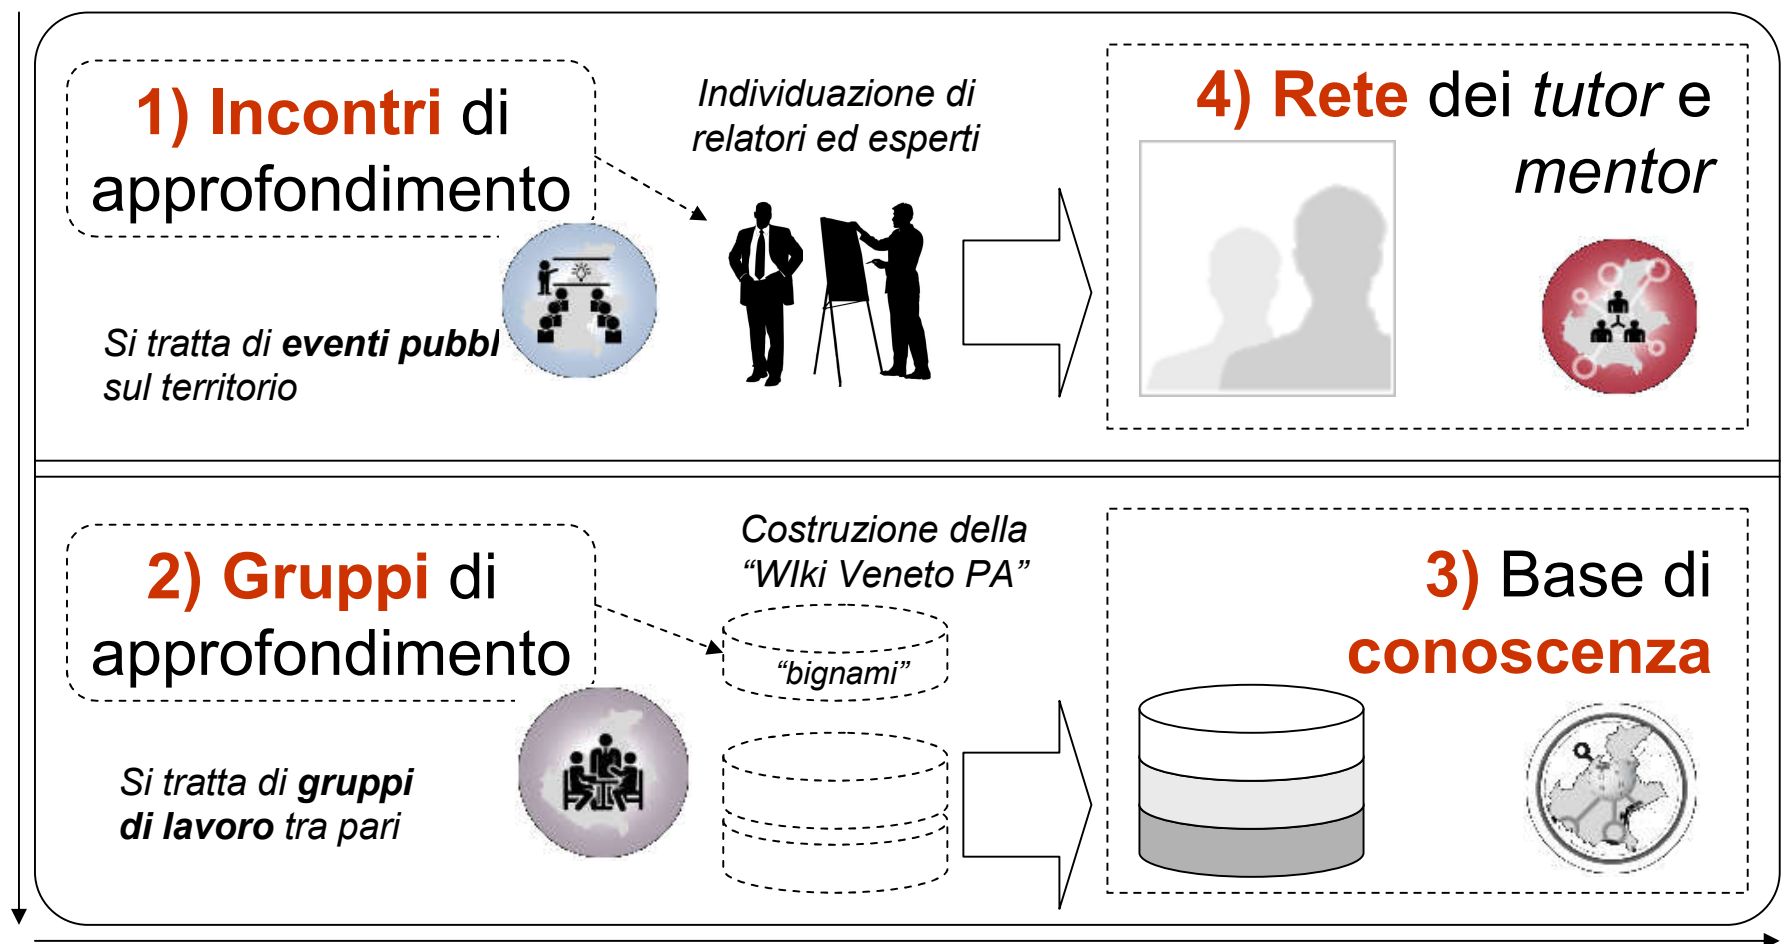 1) Incontri di
approfondimento
Individuazione di
relatori ed esperti
4) Rete dei tutor e
mentor
Si tratta di eventi pubbl
sul territorio
2) Gruppi di
approfondimento
Costruzione della
“WIki Veneto PA”
“bignami”
3) Base di
conoscenza
Si tratta di gruppi
di lavoro tra pari